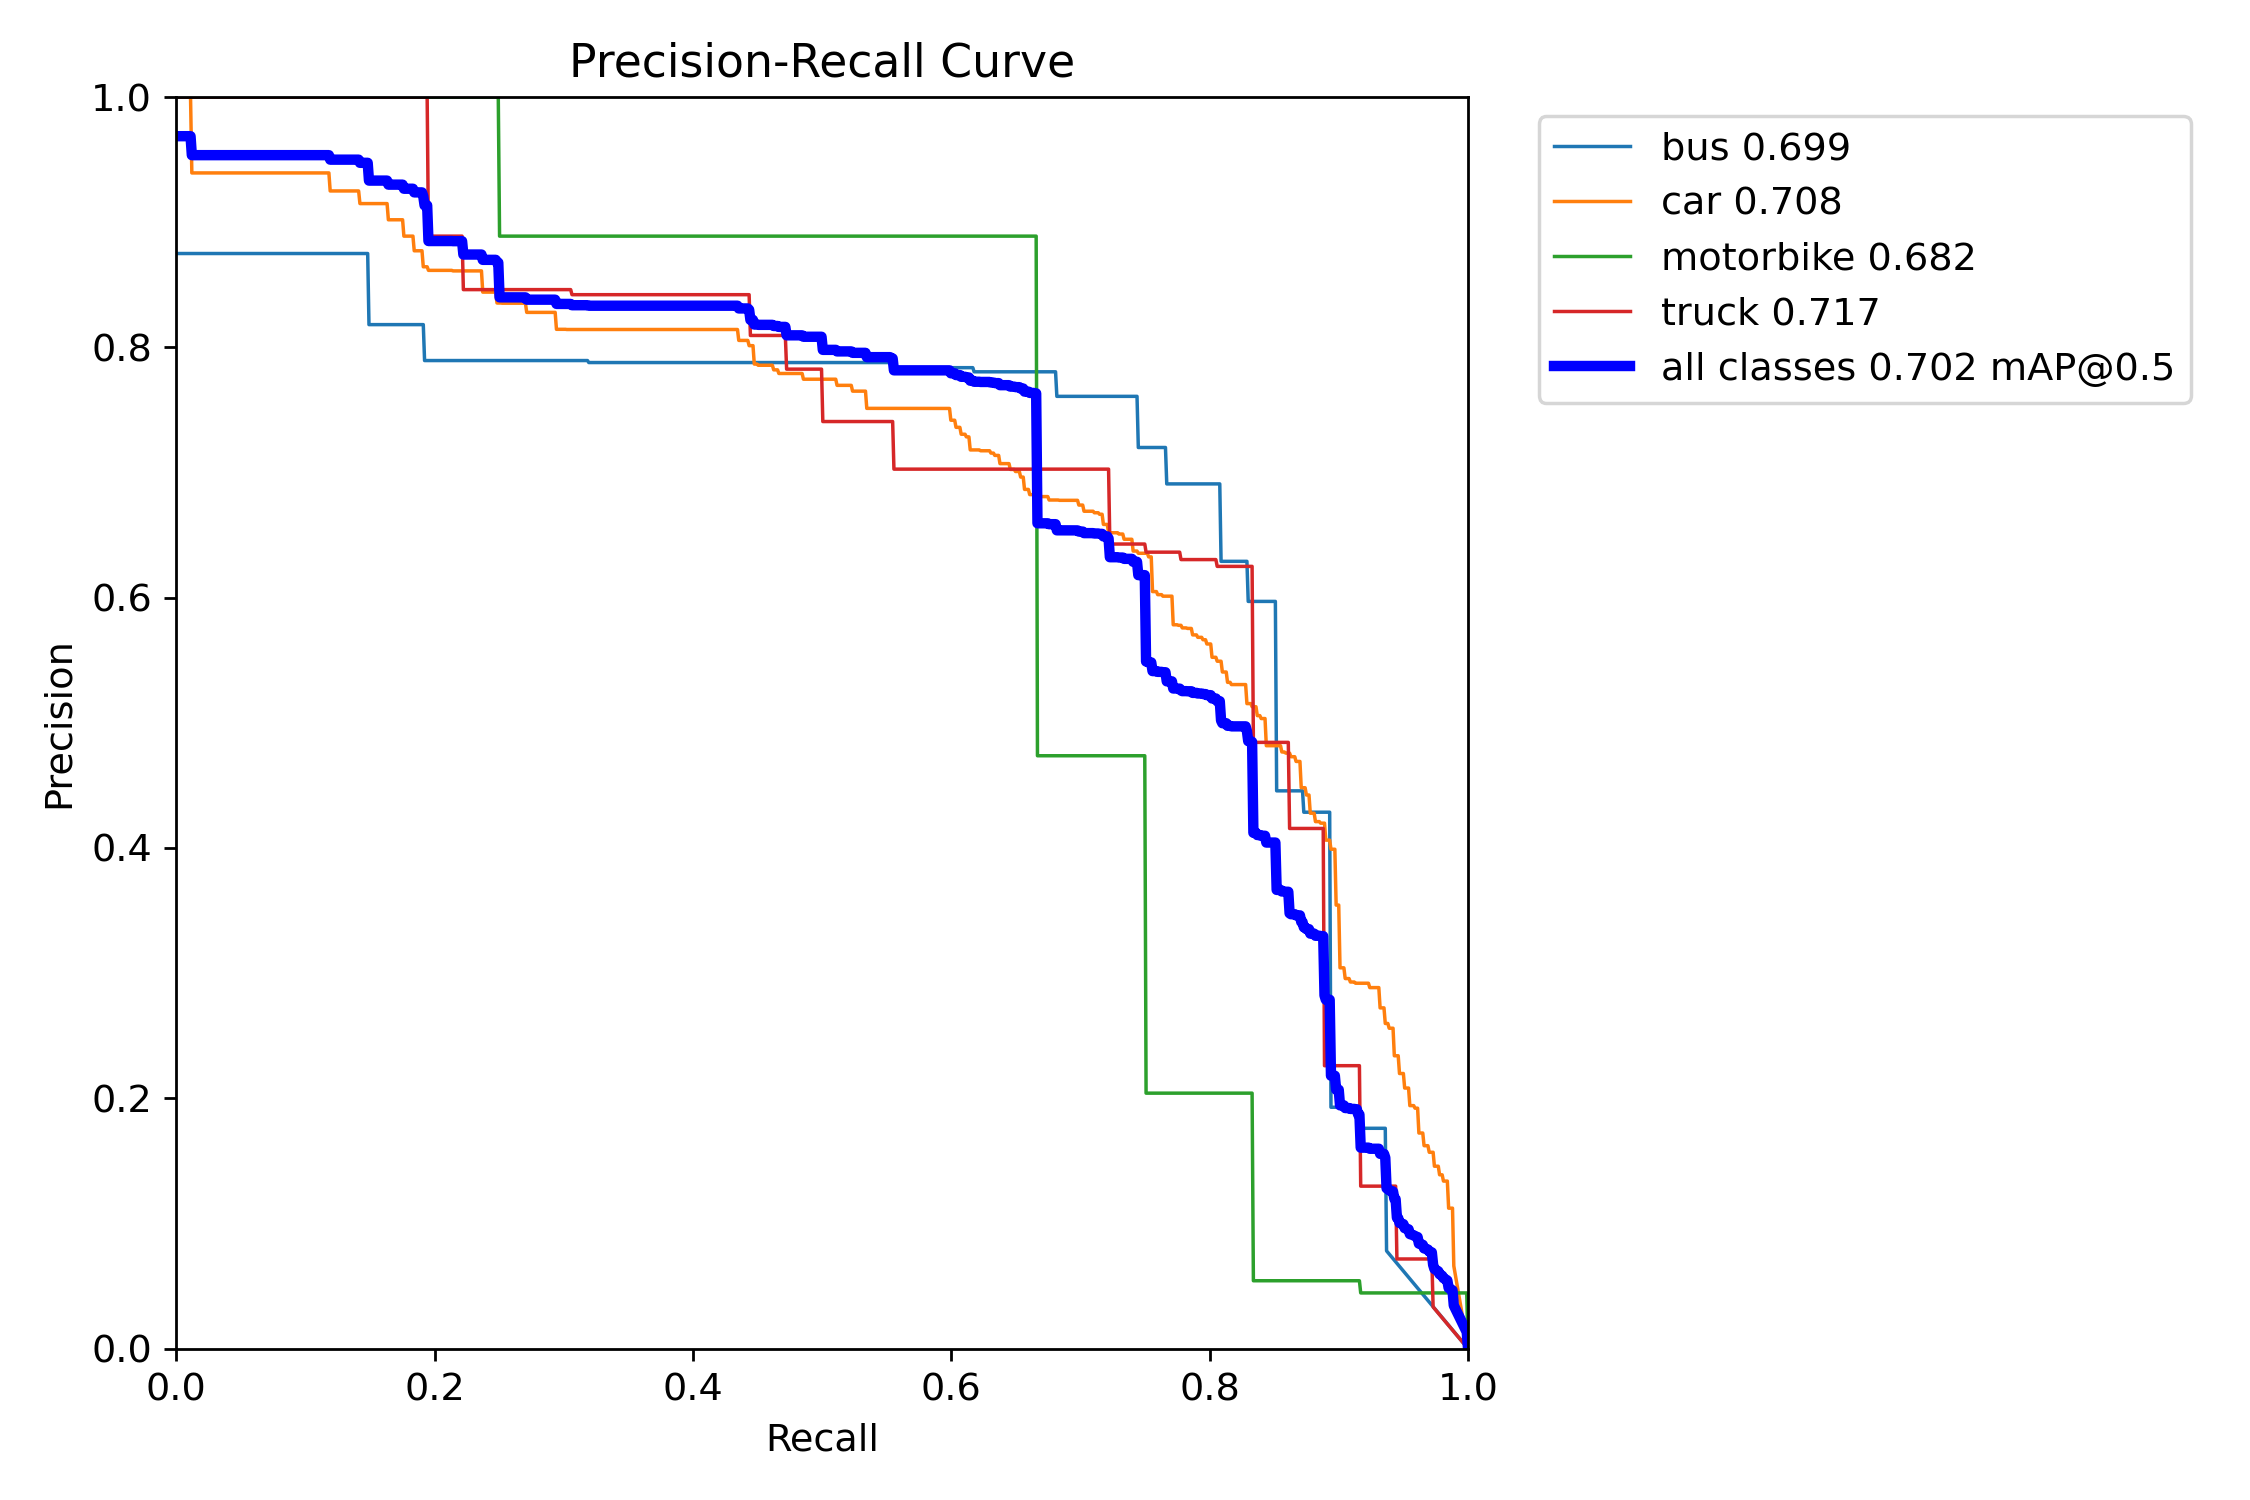 Precision-Recall Curve
1.0
0.8
0.6
0.4
0.2
0.0
Precision
0.0 0.2 0.4 0.6 0.8 1.0
Recall
bus 0.699
car 0.708
motorbike 0.682
truck 0.717
all classes 0.702 mAP@0.5